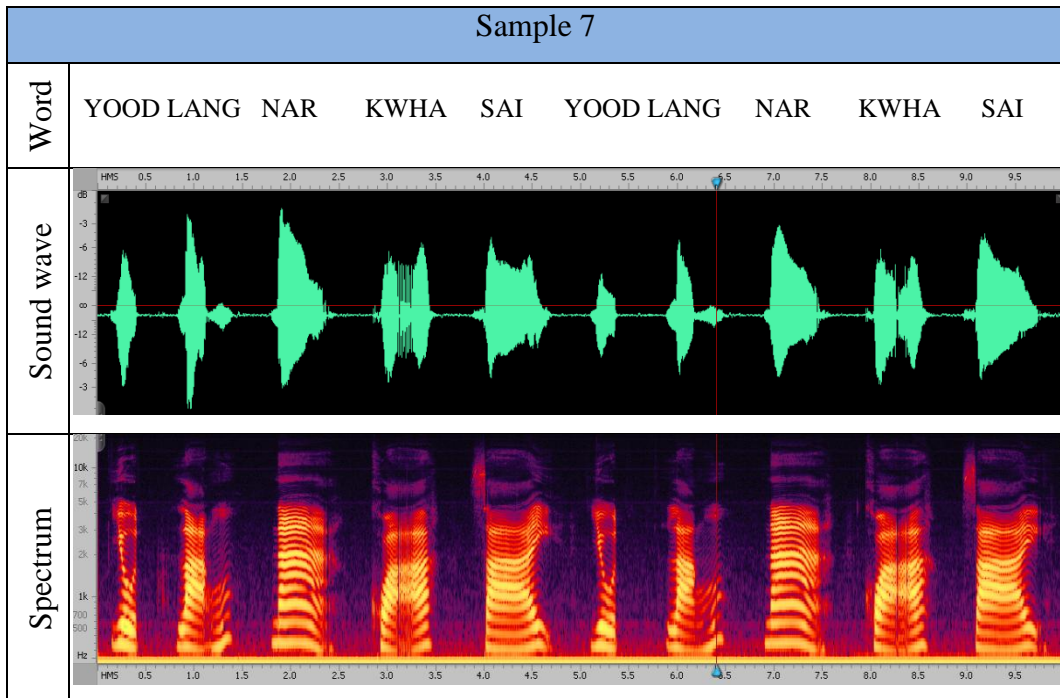 Sample 7
Word
YOOD LANG NAR KWHA SAI YOOD LANG NAR KWHA SAI
Sound wave
HMS 0.5 1.0 1.5 2.0 2.5 3.0 3.5 4.0 4.5 5.0 5.5 6.0 6.5 7.0 7.5 8.0 8.5 9.0 9.5
dB
-3
-6
-12
∞
-12
-6
-3
Spectrum
20k
10k
7k
5k
3k
2k
1k
700
500
Hz
HMS 0.5 1.0 1.5 2.0 2.5 3.0 3.5 4.0 4.5 5.0 5.5 6.0 6.5 7.0 7.5 8.0 8.5 9.0 9.5